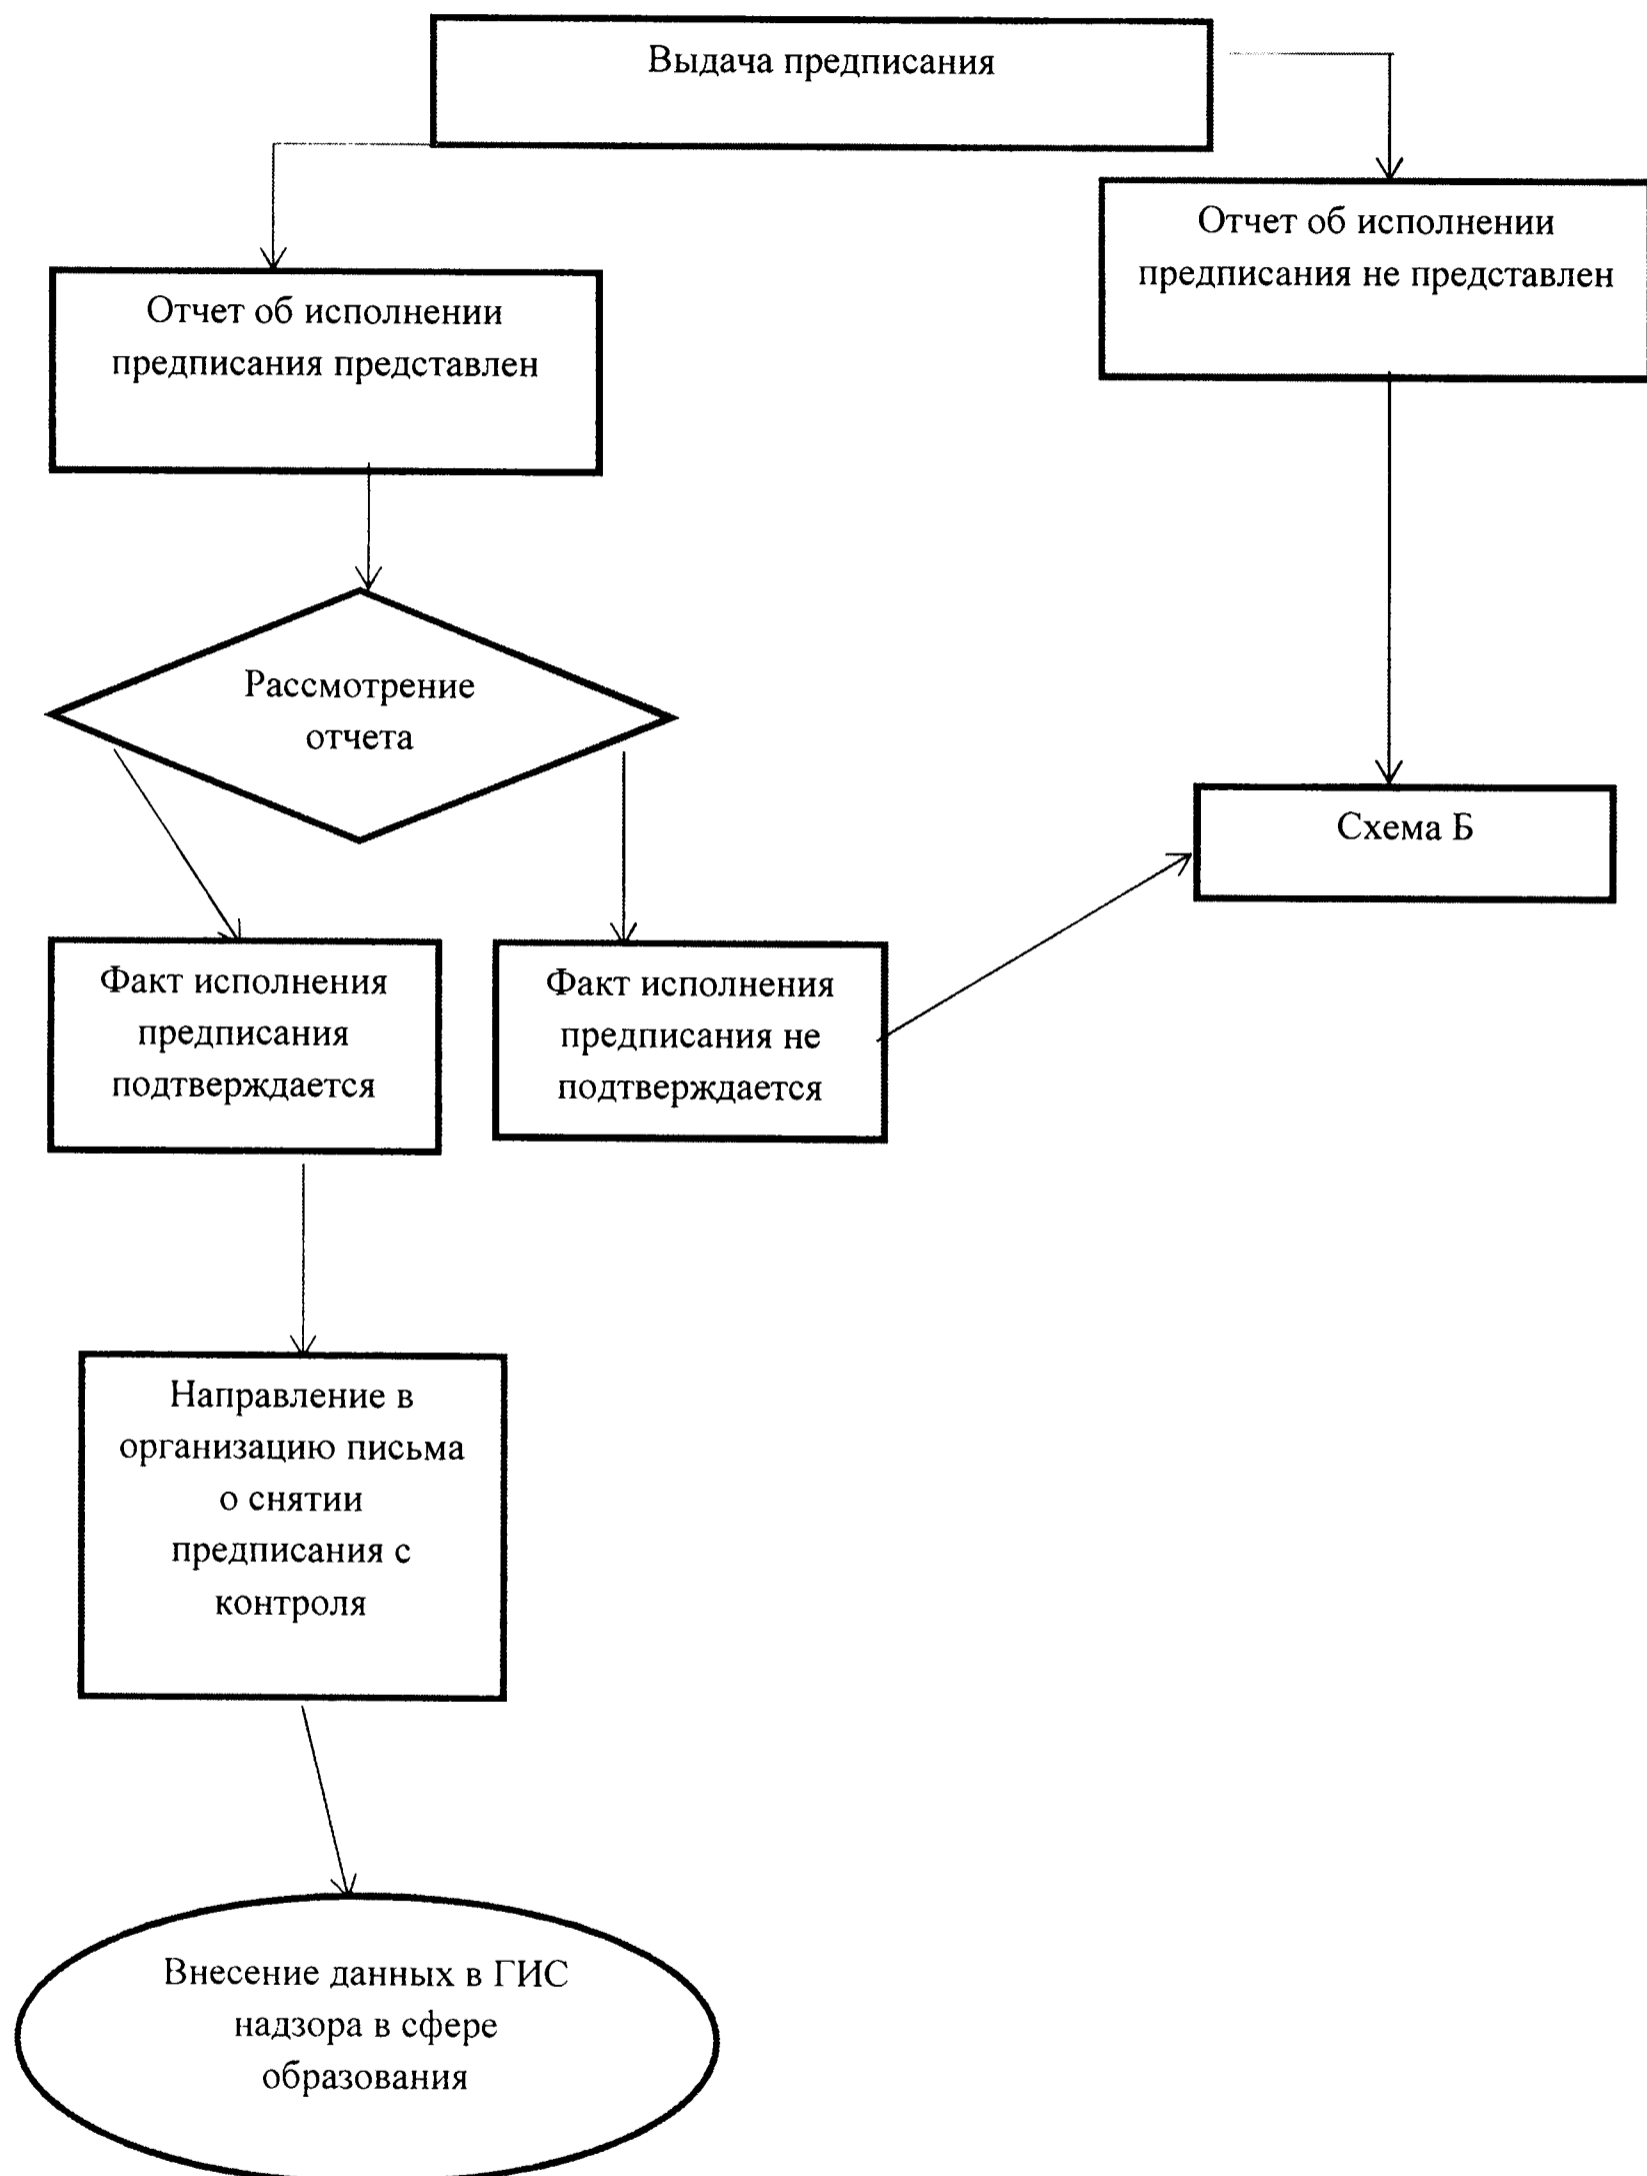 Выдача предписания
Отчет об исполнении
предписания не представлен
Отчет об исполнении
предписания представлен
Рассмотрение
отчета
Схема Б
Факт исполнения
предписания
подтверждается
Факт исполнения
предписания не
подтверждается
Направление в
организацию письма
о снятии
предписания с
контроля
Внесение данных в ГИС
надзора в сфере
образования